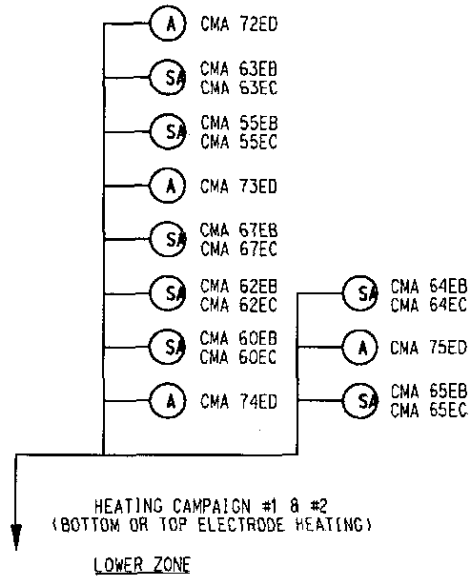 A CMA 72ED
SA CMA 63EB
CMA 63EC
SA CMA 55EB
CMA 55EC
A CMA 73ED
SA CMA 67EB
CMA 67EC
SA CMA 62EB
CMA 62EC
SA CMA 60EB
CMA 60EC
A CMA 74ED
SA CMA 64EB
CMA 64EC
A CMA 75ED
SA CMA 65EB
CMA 65EC
HEATING CAMPAIGN #1 & #2
(BOTTOM OR TOP ELECTRODE HEATING)
LOWER ZONE